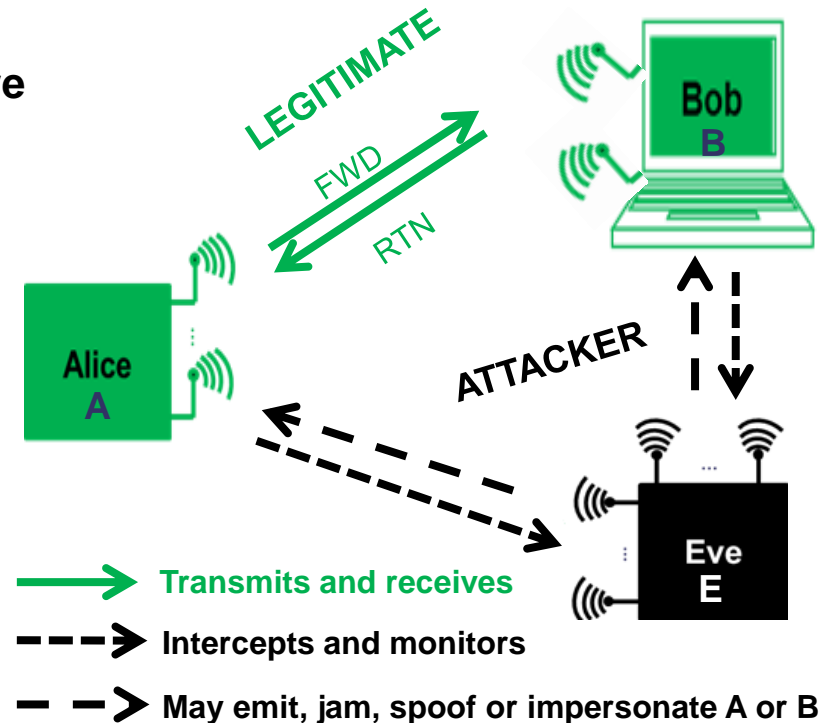 LEGITIMATE
FWD
RTN
Bob
B
Alice
A
ATTACKER
Eve
E
Transmits and receives
Intercepts and monitors
May emit, jam, spoof or impersonate A or B